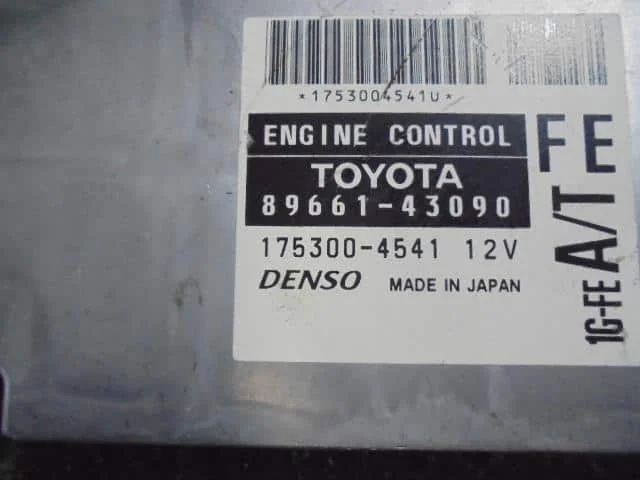 *1753004541U*
ENGINE CONTROL
TOYOTA
89661-43090
175300-4541 12V
DENSO MADE IN JAPAN
FE
1G-FE A/T